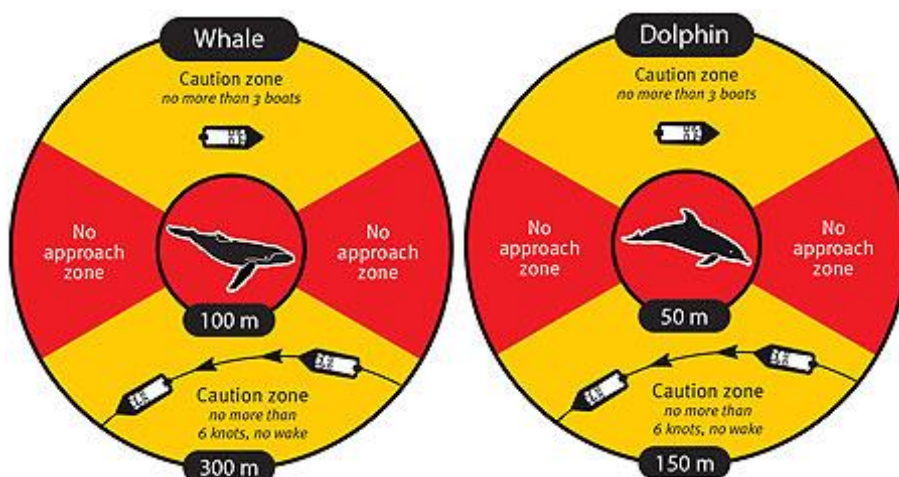 Whale
Caution zone
no more than 3 boats
No
approach
zone
No
approach
zone
100 m
Caution zone
no more than
6 knots, no wake
300 m
Dolphin
Caution zone
no more than 3 boats
No
approach
zone
No
approach
zone
50 m
Caution zone
no more than
6 knots, no wake
150 m